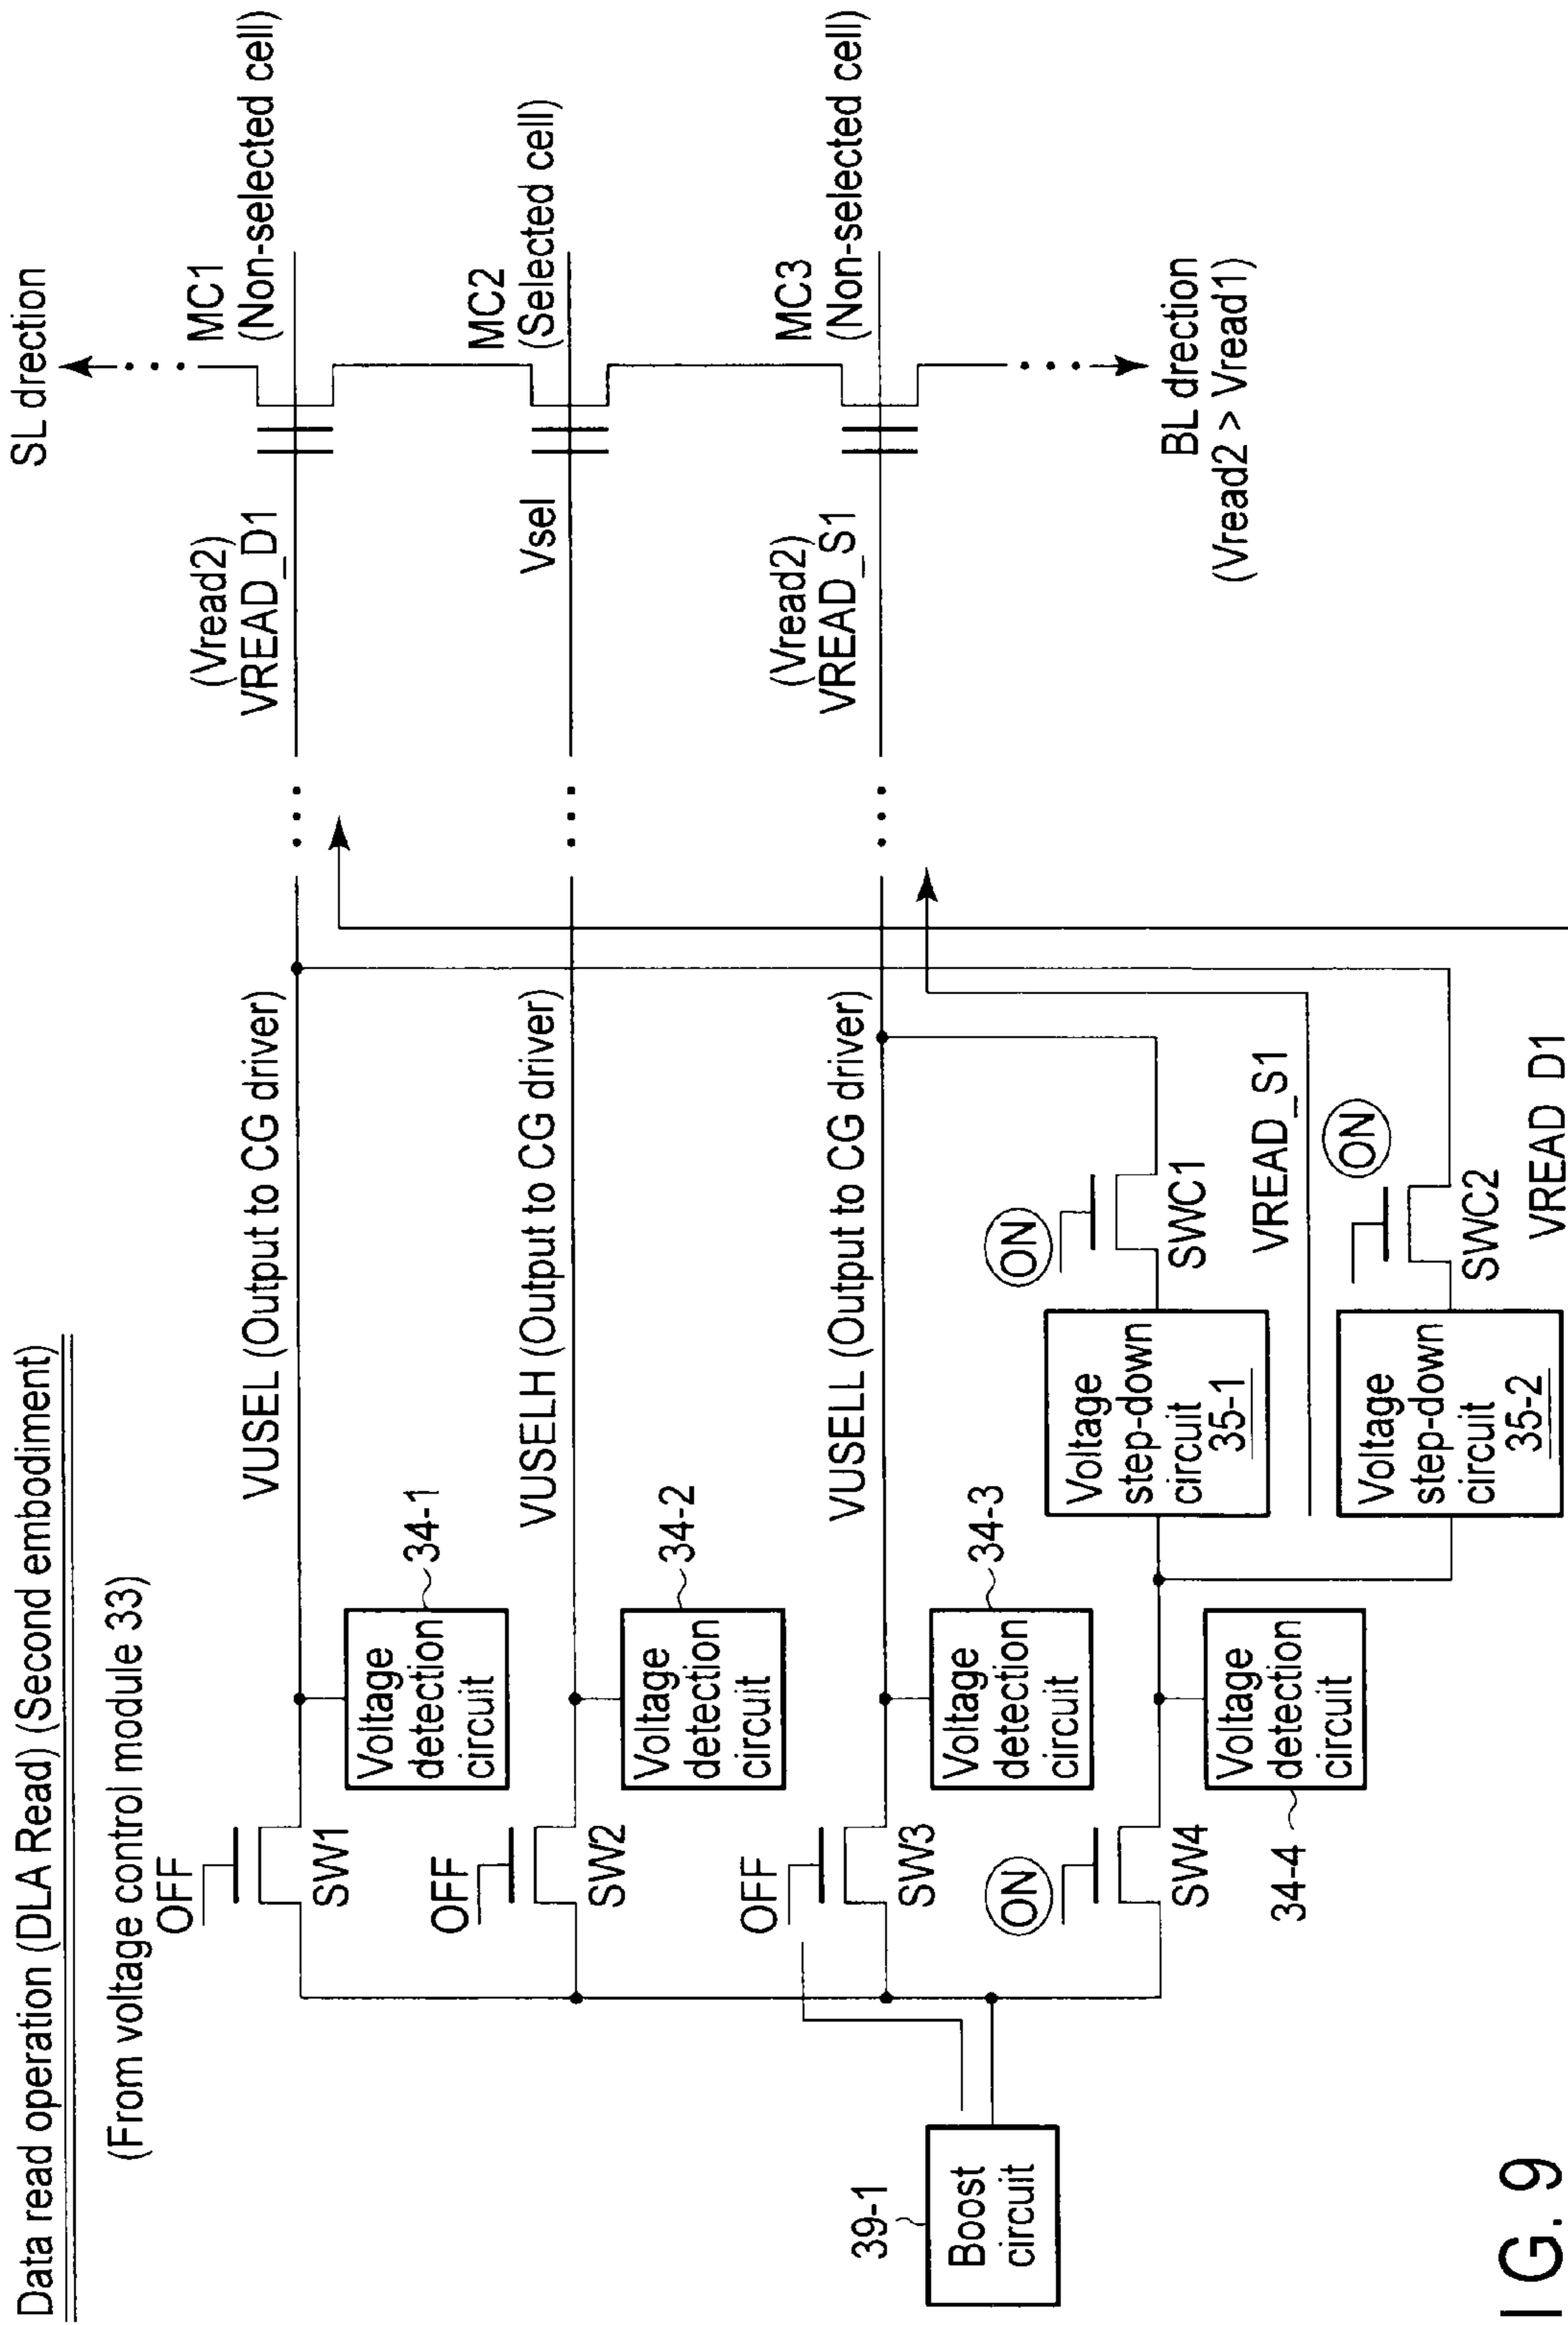 Data read operation (DLA Read) (Second embodiment)
(From voltage control module 33)
SL direction
OFF
SW1
VUSEL (Output to CG driver)
(Vread2)
VREAD_D1
MC1
(Non-selected cell)
Voltage
detection
circuit
34-1
OFF
SW2
VUSELH (Output to CG driver)
Vsel
MC2
(Selected cell)
Voltage
detection
circuit
34-2
OFF
SW3
VUSELL (Output to CG driver)
(Vread2)
VREAD_S1
MC3
(Non-selected cell)
39-1
Boost
circuit
Voltage
detection
circuit
34-3
ON
SW4
Voltage
step-down
circuit
35-1
ON
SWC1
VREAD_S1
BL direction
(Vread2 > Vread1)
34-4
Voltage
detection
circuit
Voltage
step-down
circuit
35-2
ON
SWC2
VREAD D1
I G. 9